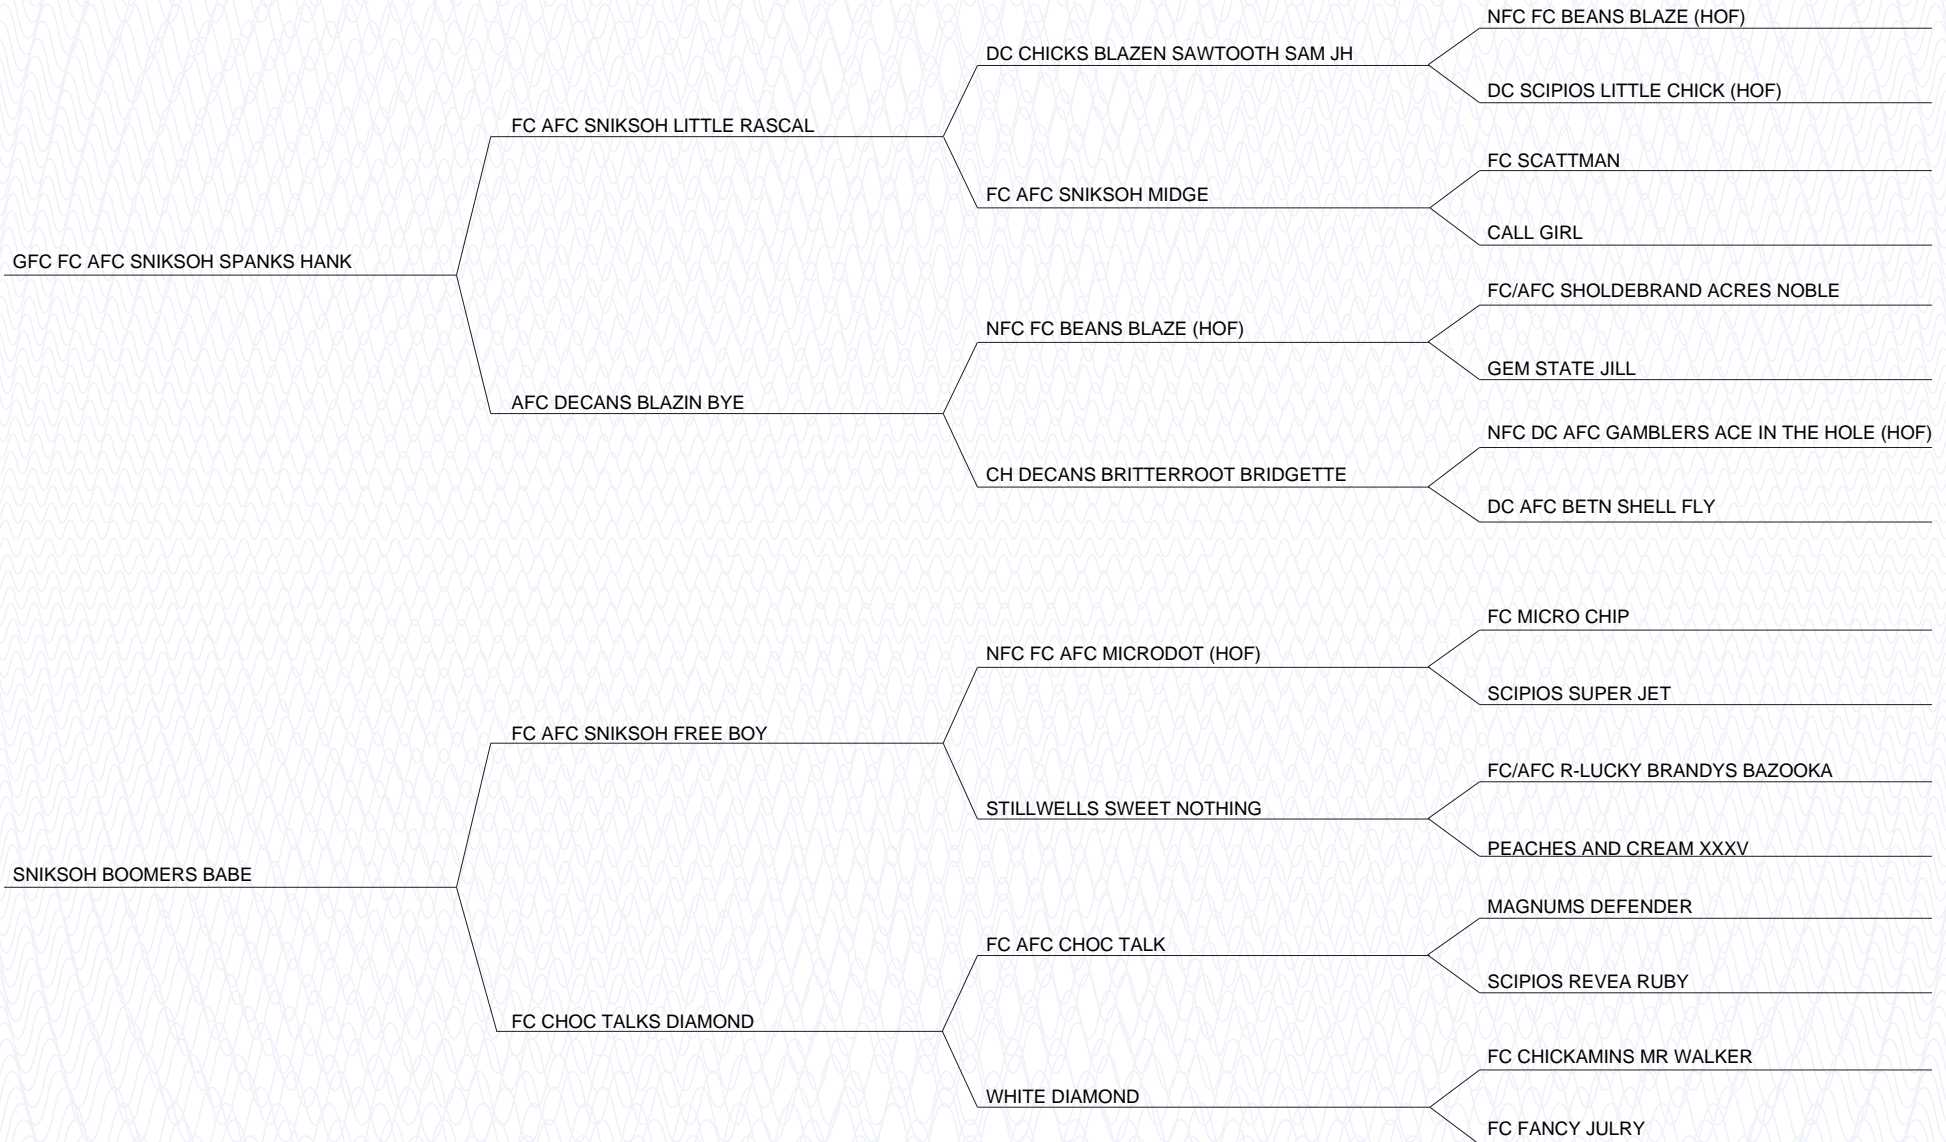 NFC FC BEANS BLAZE (HOF)
DC CHICKS BLAZEN SAWTOOTH SAM JH
DC SCIPIOS LITTLE CHICK (HOF)
FC AFC SNIKSOH LITTLE RASCAL
FC SCATTMAN
FC AFC SNIKSOH MIDGE
CALL GIRL
GFC FC AFC SNIKSOH SPANKS HANK
FC/AFC SHOLDEBRAND ACRES NOBLE
NFC FC BEANS BLAZE (HOF)
GEM STATE JILL
AFC DECANS BLAZIN BYE
NFC DC AFC GAMBLERS ACE IN THE HOLE (HOF)
CH DECANS BRITTERROOT BRIDGETTE
DC AFC BETN SHELL FLY
FC MICRO CHIP
NFC FC AFC MICRODOT (HOF)
SCIPIOS SUPER JET
FC AFC SNIKSOH FREE BOY
FC/AFC R-LUCKY BRANDYS BAZOOKA
STILLWELLS SWEET NOTHING
PEACHES AND CREAM XXXV
SNIKSOH BOOMERS BABE
MAGNUMS DEFENDER
FC AFC CHOC TALK
SCIPIOS REVEA RUBY
FC CHOC TALKS DIAMOND
FC CHICKAMINS MR WALKER
WHITE DIAMOND
FC FANCY JULRY